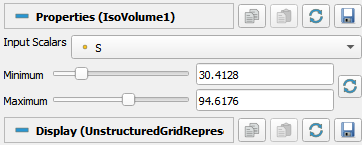 Properties (IsoVolume1)
Input Scalars S
Minimum 30.4128
Maximum 94.6176
Display (UnstructuredGridRepres